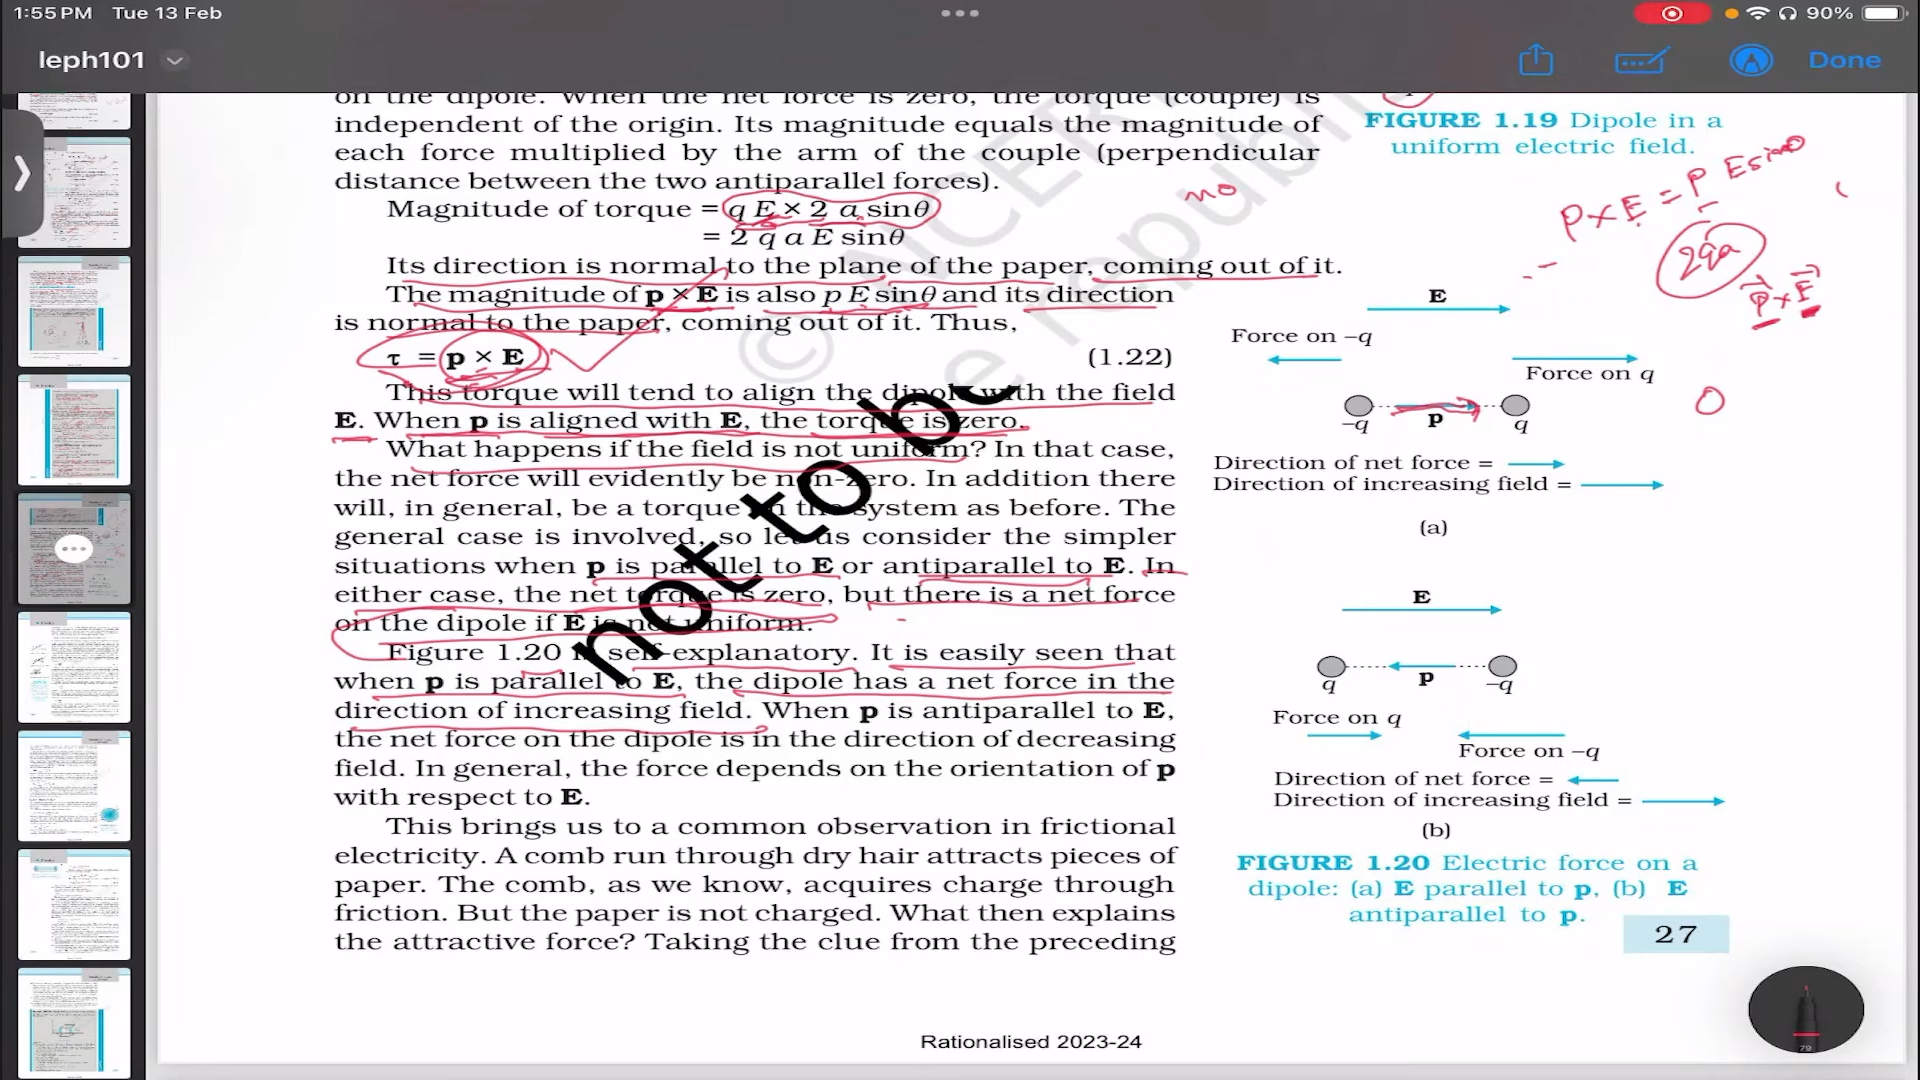 1:55 PM Tue 13 Feb
90%
leph101
Done
on the dipole. When the net force is zero, the torque (couple) is
independent of the origin. Its magnitude equals the magnitude of
each force multiplied by the arm of the couple (perpendicular
distance between the two antiparallel forces).
Magnitude of torque = q E × 2 a sinθ
= 2 q a E sinθ
Its direction is normal to the plane of the paper, coming out of it.
The magnitude of p × E is also p E sinθ and its direction
is normal to the paper, coming out of it. Thus,
τ = p × E (1.22)
This torque will tend to align the dipole with the field
E. When p is aligned with E, the torque is zero.
What happens if the field is not uniform? In that case,
the net force will evidently be non-zero. In addition there
will, in general, be a torque on the system as before. The
general case is involved, so let us consider the simpler
situations when p is parallel to E or antiparallel to E. In
either case, the net torque is zero, but there is a net force
on the dipole if E is not uniform.
Figure 1.20 is self-explanatory. It is easily seen that
when p is parallel to E, the dipole has a net force in the
direction of increasing field. When p is antiparallel to E,
the net force on the dipole is in the direction of decreasing
field. In general, the force depends on the orientation of p
with respect to E.
This brings us to a common observation in frictional
electricity. A comb run through dry hair attracts pieces of
paper. The comb, as we know, acquires charge through
friction. But the paper is not charged. What then explains
the attractive force? Taking the clue from the preceding
© NCER
not to be republi
FIGURE 1.19 Dipole in a
uniform electric field.
no
P × E = P E sinθ
2qa
P × E
E
Force on –q
Force on q
–q p q
0
Direction of net force =
Direction of increasing field =
(a)
E
q p –q
Force on q
Force on –q
Direction of net force =
Direction of increasing field =
(b)
FIGURE 1.20 Electric force on a
dipole: (a) E parallel to p, (b) E
antiparallel to p.
27
Rationalised 2023-24
79